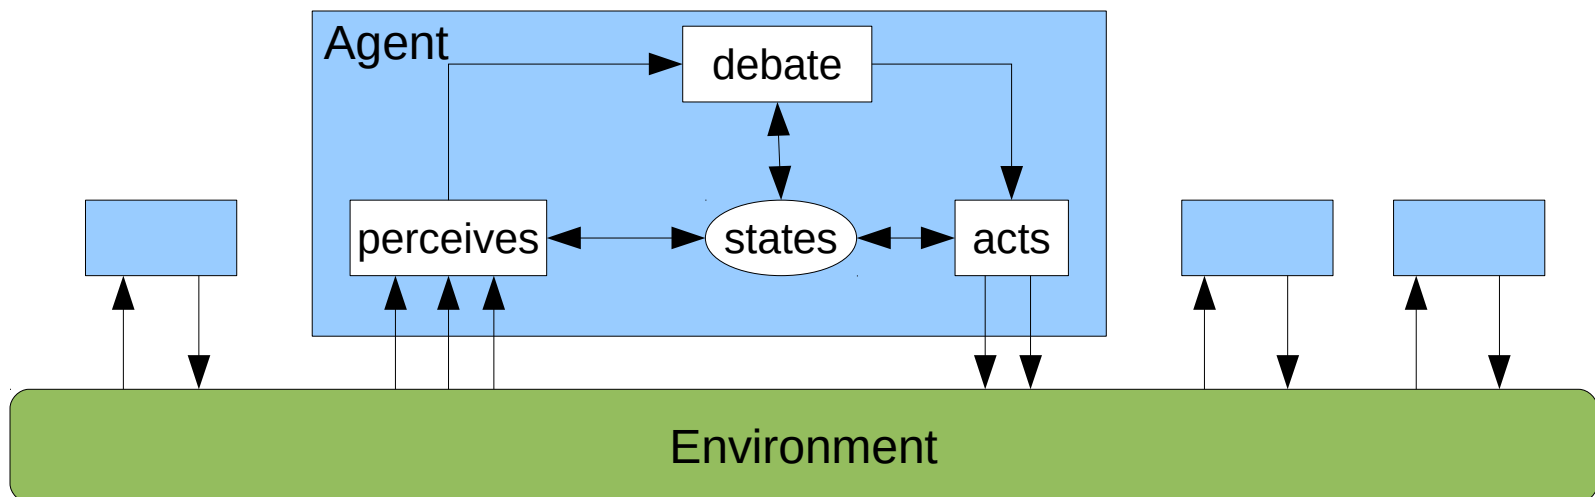 Agent
debate
perceives
states
acts
Environment